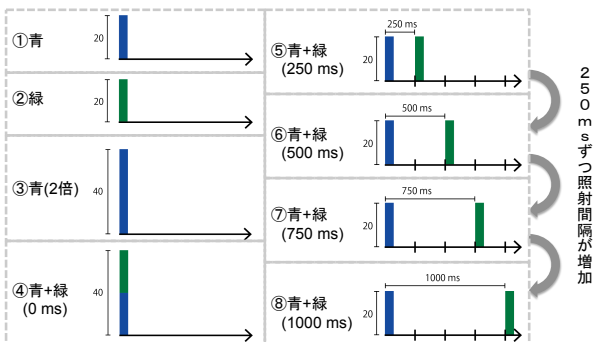 ①青
20
②緑
20
③青(2倍)
40
④青+緑
(0 ms)
40
⑤青+緑
(250 ms)
250 ms
20
⑥青+緑
(500 ms)
500 ms
20
⑦青+緑
(750 ms)
750 ms
20
⑧青+緑
(1000 ms)
1000 ms
20
250msずつ照射間隔が増加